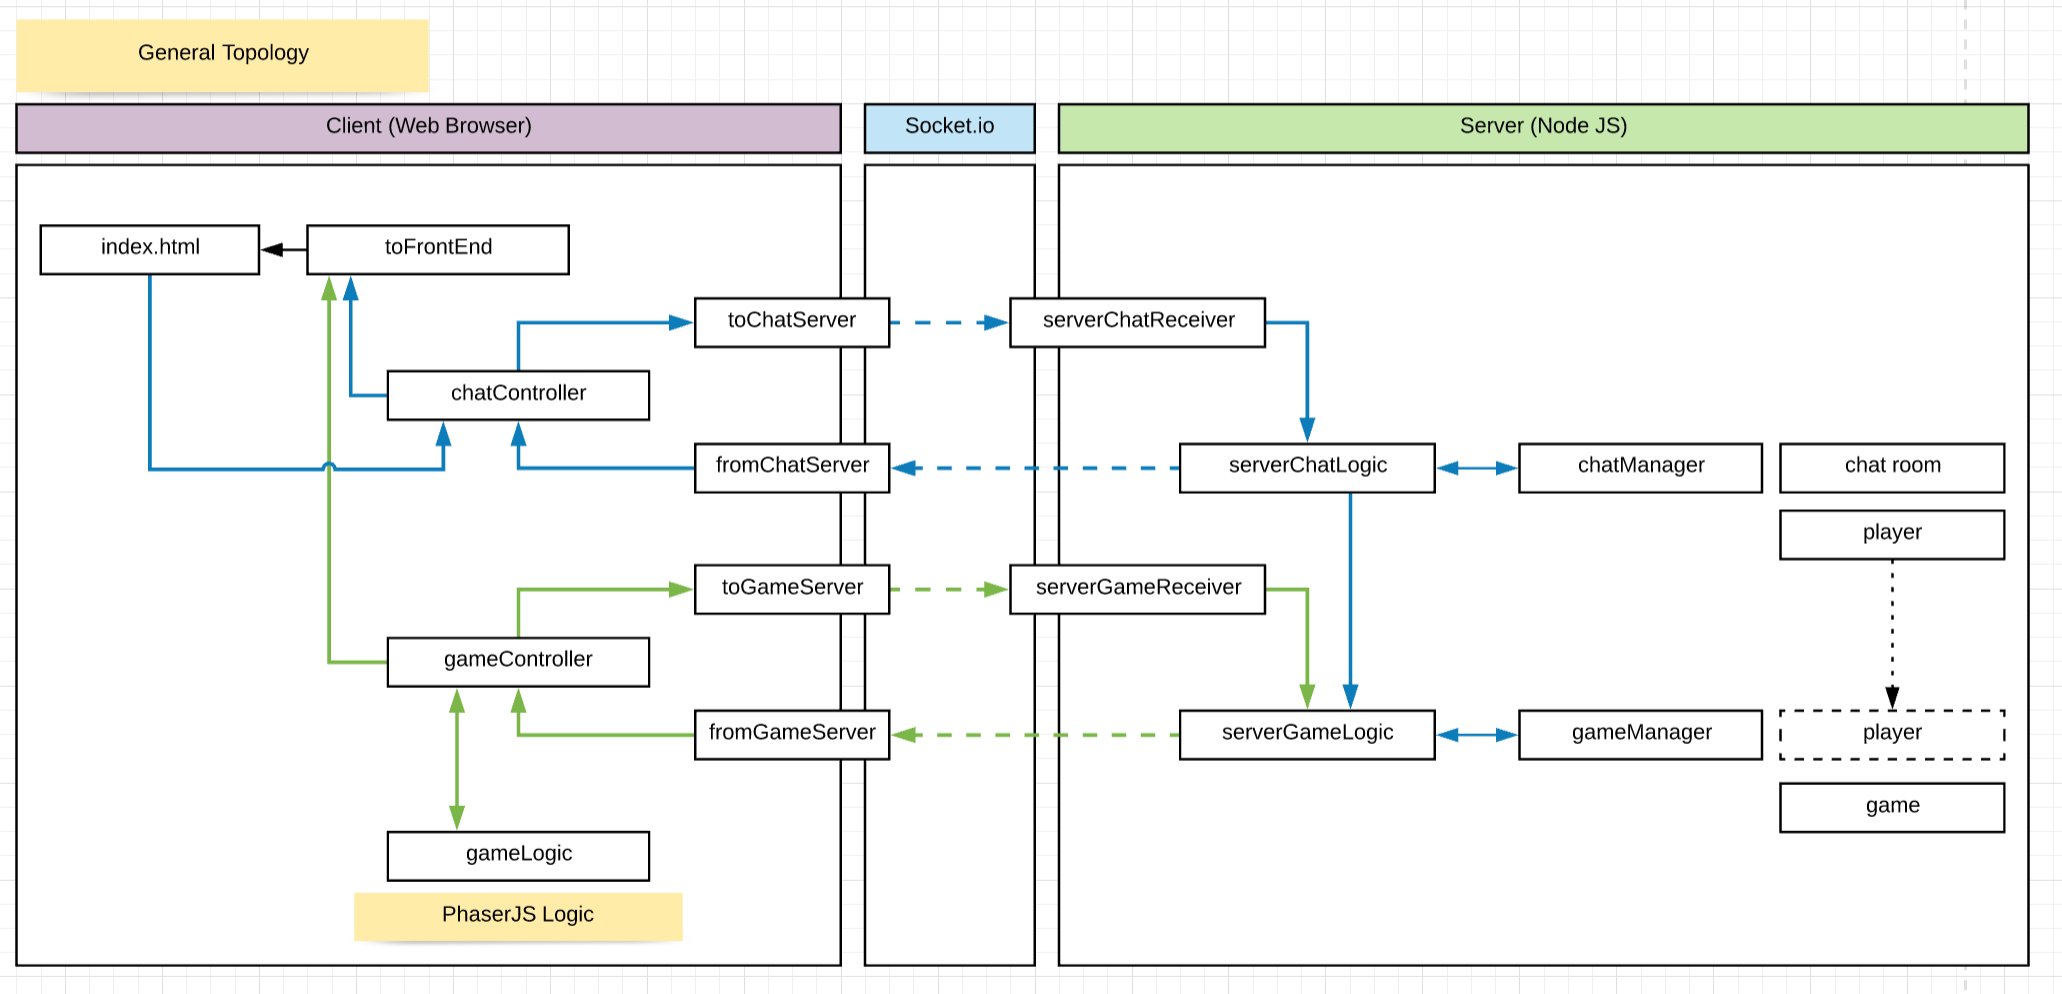 General Topology
Client (Web Browser)
Socket.io
Server (Node JS)
index.html
toFrontEnd
toChatServer
serverChatReceiver
chatController
fromChatServer
serverChatLogic
chatManager
chat room
player
toGameServer
serverGameReceiver
gameController
fromGameServer
serverGameLogic
gameManager
player
game
gameLogic
PhaserJS Logic